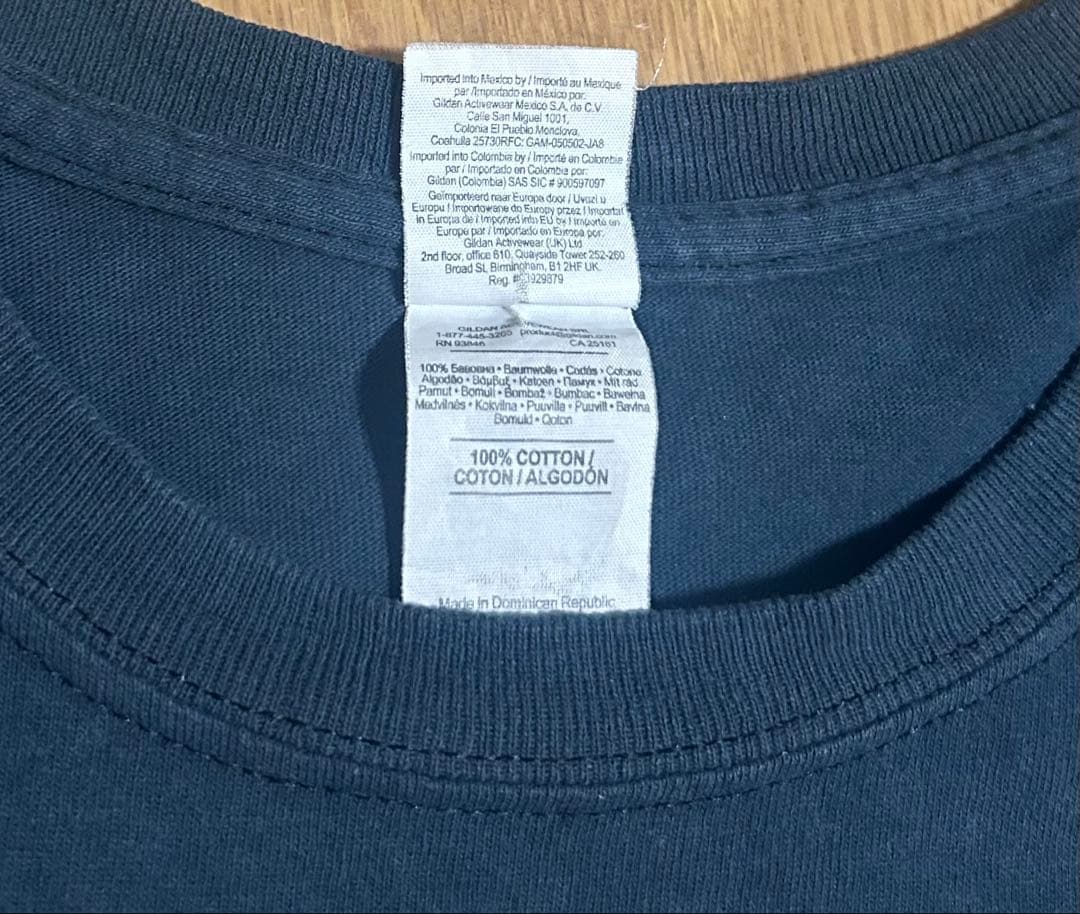 Imported into Mexico by / Importé au Mexique
par /Importado en México por:
Gildan Activewear Mexico S.A. de C.V.
Calle San Miguel 1001,
Colonia El Pueblo Monclova,
Coahuila 25730RFC: GAM-050502-JA8
Imported into Colombia by / Importé en Colombie
par / Importado en Colombia por:
Gildan (Colombia) SAS SIC # 900597097
Geïmporteerd naar Europa door / Uvozi u
Europu / Importowane do Europy przez / Importat
in Europa de / Imported into EU by / Importé en
Europe par / Importado en Europa por:
Gildan Activewear (UK) Ltd
2nd floor, office 610, Quayside Tower 252-260
Broad St, Birmingham, B1 2HF UK.
Reg.
GILDAN
1-877-445-3265
RN 93846 CA 25161
100% Бавовна • Baumwolle • Cadás • Cotone
Algodão • Βάμβαξ • Katoen • Памук
Pamut • Bomull • Bombaž • Bumbac • Bawełna
Medvilnės • Kokvilna • Puuvilla • Puuvill • Bavlna
Bomuld • Qoton
100% COTTON /
COTON / ALGODÓN
Made in Dominican Republic